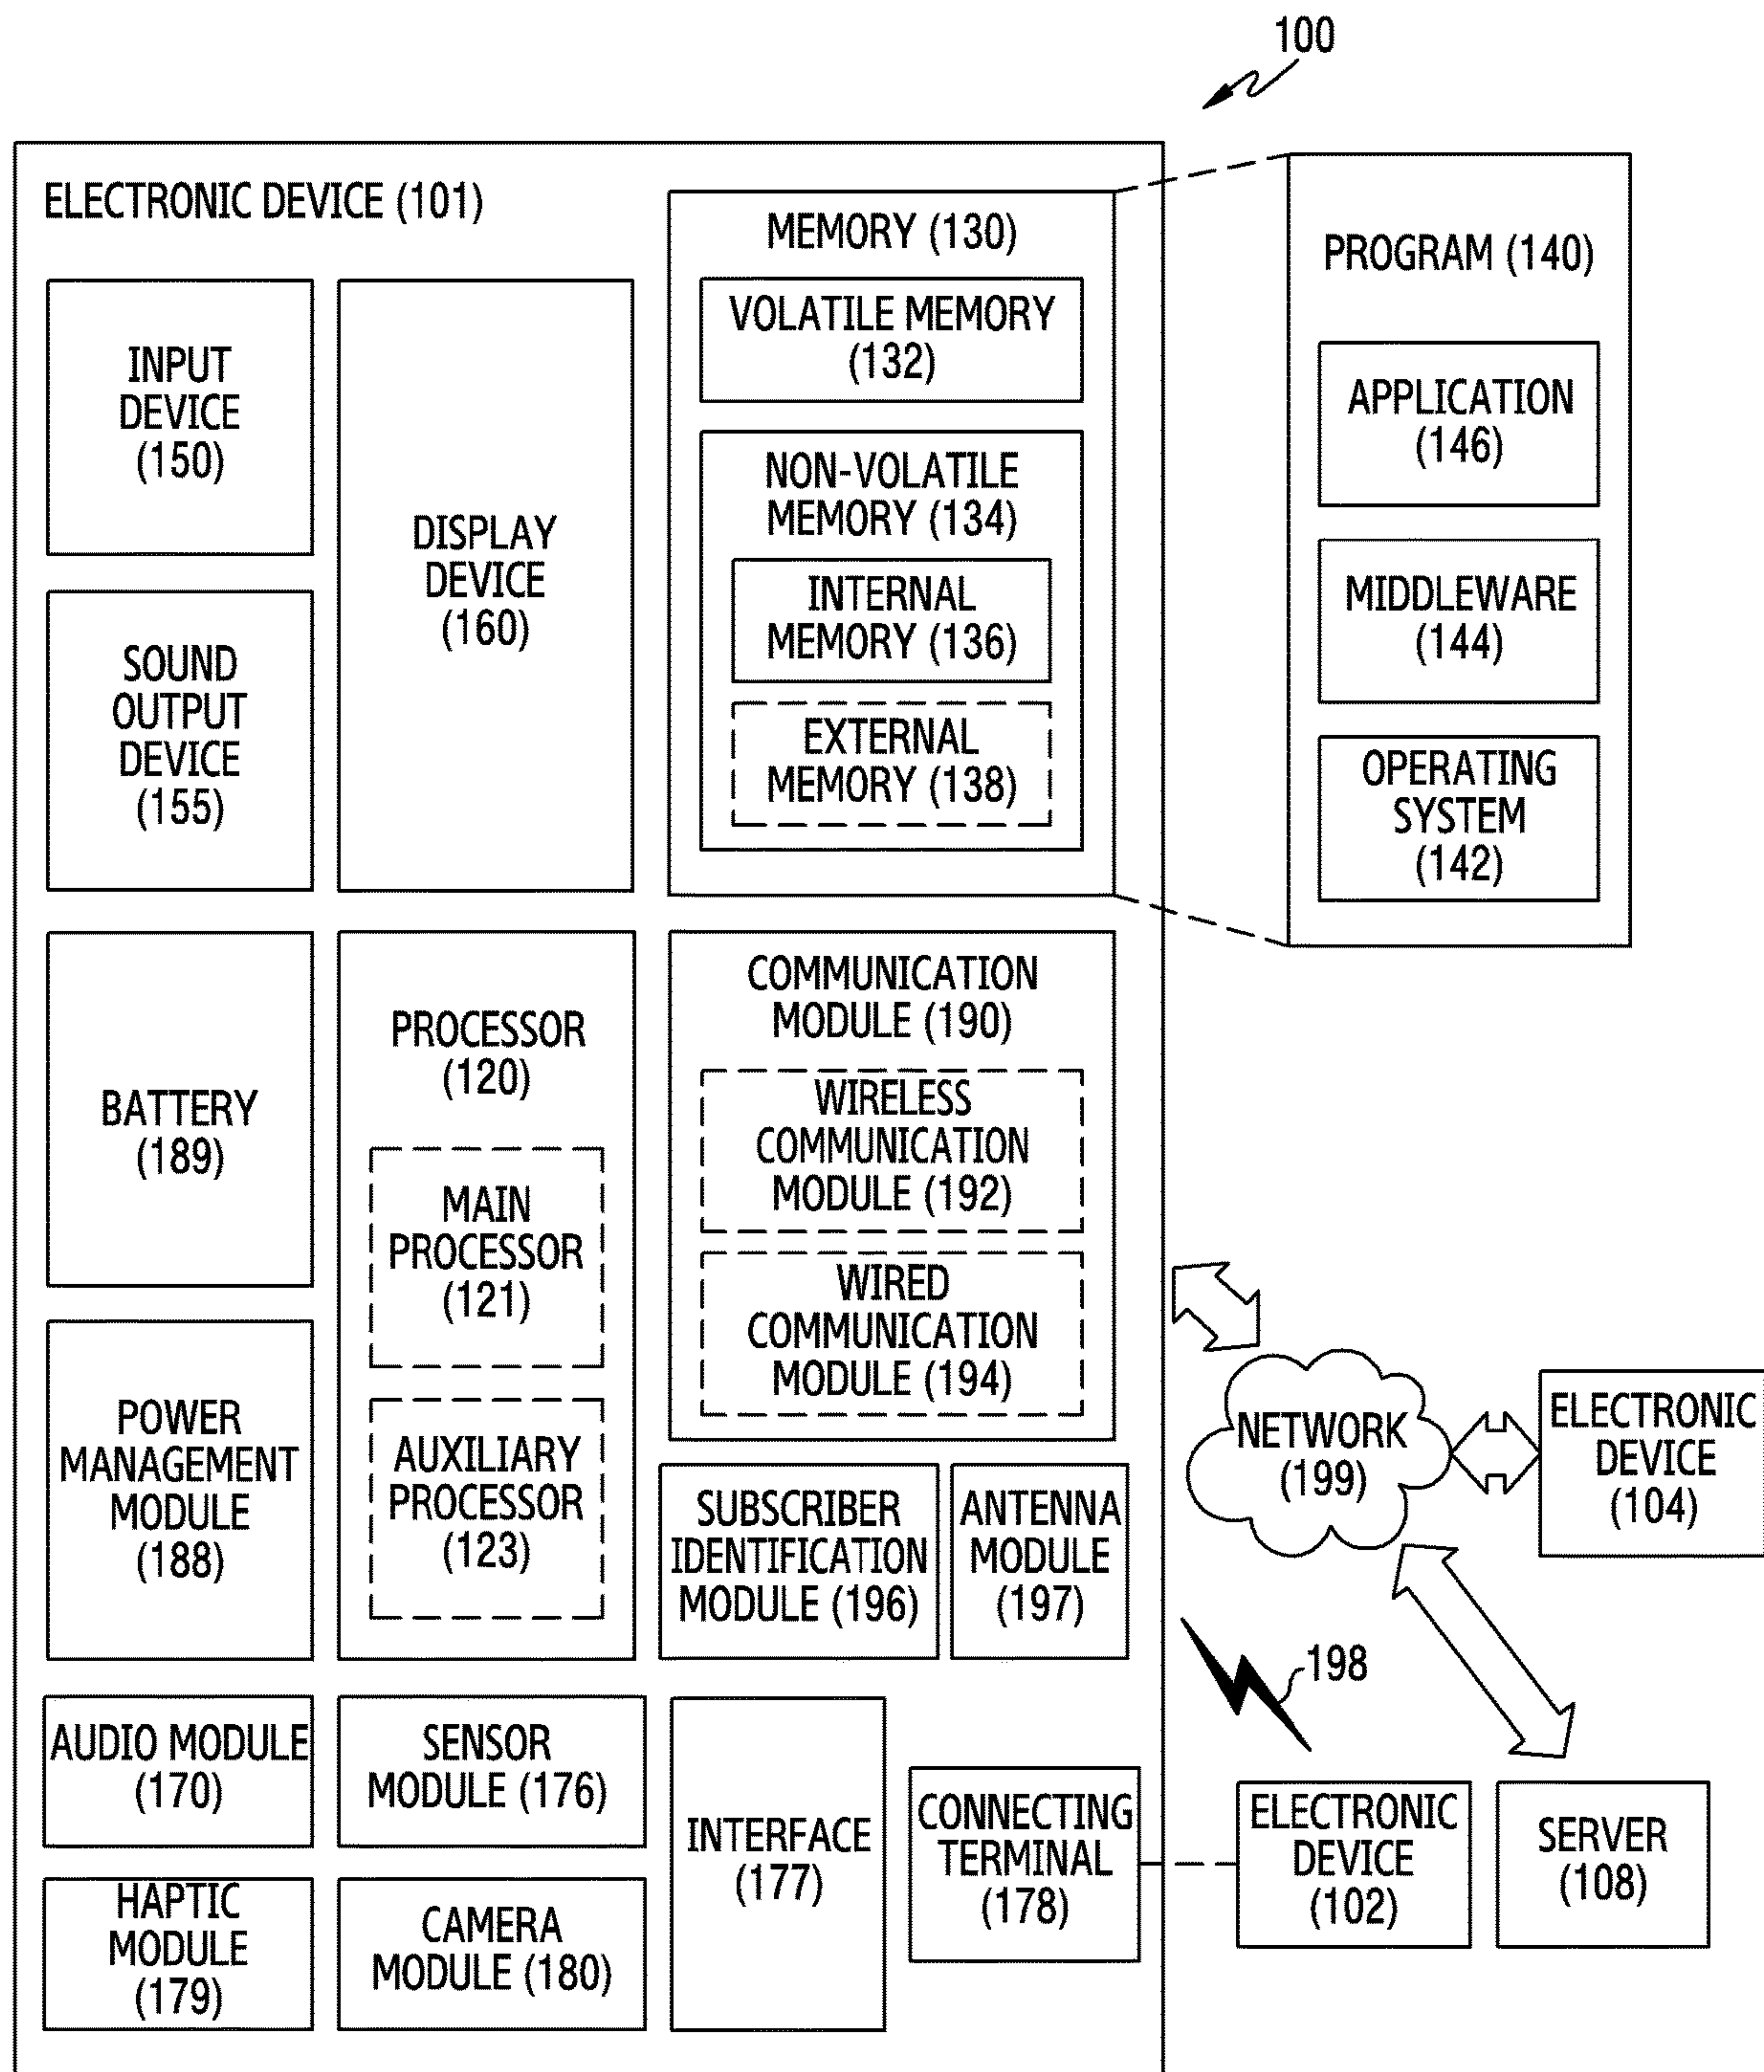 100
ELECTRONIC DEVICE (101)
INPUT
DEVICE
(150)
SOUND
OUTPUT
DEVICE
(155)
DISPLAY
DEVICE
(160)
MEMORY (130)
VOLATILE MEMORY
(132)
NON-VOLATILE
MEMORY (134)
INTERNAL
MEMORY (136)
EXTERNAL
MEMORY (138)
PROGRAM (140)
APPLICATION
(146)
MIDDLEWARE
(144)
OPERATING
SYSTEM
(142)
BATTERY
(189)
POWER
MANAGEMENT
MODULE
(188)
PROCESSOR
(120)
MAIN
PROCESSOR
(121)
AUXILIARY
PROCESSOR
(123)
COMMUNICATION
MODULE (190)
WIRELESS
COMMUNICATION
MODULE (192)
WIRED
COMMUNICATION
MODULE (194)
SUBSCRIBER
IDENTIFICATION
MODULE (196)
ANTENNA
MODULE
(197)
NETWORK
(199)
ELECTRONIC
DEVICE
(104)
198
AUDIO MODULE
(170)
SENSOR
MODULE (176)
INTERFACE
(177)
CONNECTING
TERMINAL
(178)
ELECTRONIC
DEVICE
(102)
SERVER
(108)
HAPTIC
MODULE
(179)
CAMERA
MODULE (180)